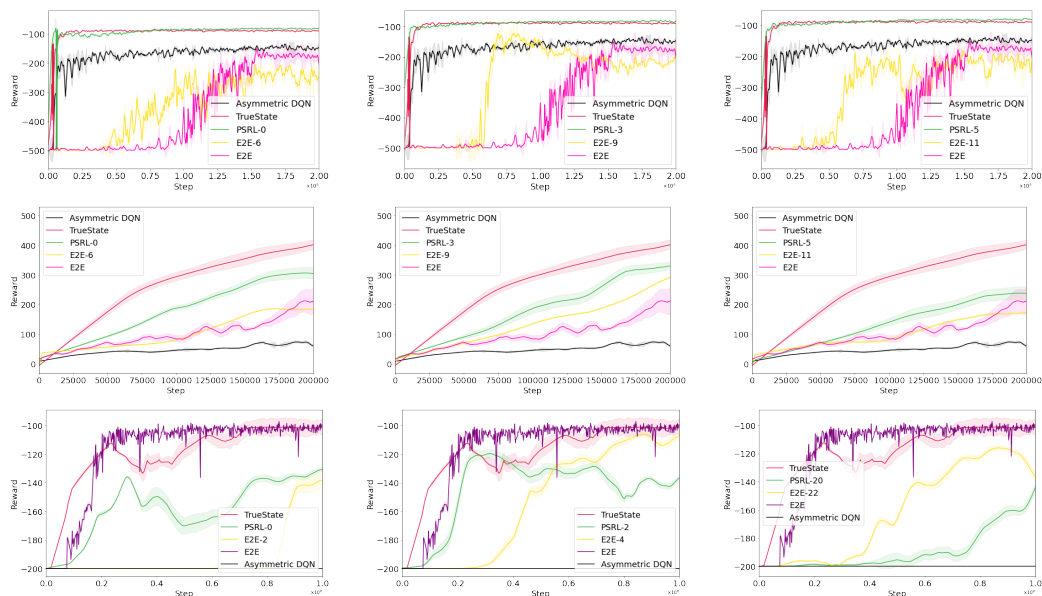 −100
−200
−300
−400
−500
Reward
0.00 0.25 0.50 0.75 1.00 1.25 1.50 1.75 2.00
Step
Asymmetric DQN
TrueState
PSRL-0
E2E-6
E2E
−100
−200
−300
−400
−500
Reward
0.00 0.25 0.50 0.75 1.00 1.25 1.50 1.75 2.00
Step
Asymmetric DQN
TrueState
PSRL-3
E2E-9
E2E
−100
−200
−300
−400
−500
Reward
0.00 0.25 0.50 0.75 1.00 1.25 1.50 1.75 2.00
Step
Asymmetric DQN
TrueState
PSRL-5
E2E-11
E2E
500
400
300
200
100
0
Reward
0 25000 50000 75000 100000 125000 150000 175000 200000
Step
Asymmetric DQN
TrueState
PSRL-0
E2E-6
E2E
500
400
300
200
100
0
Reward
0 25000 50000 75000 100000 125000 150000 175000 200000
Step
Asymmetric DQN
TrueState
PSRL-3
E2E-9
E2E
500
400
300
200
100
0
Reward
0 25000 50000 75000 100000 125000 150000 175000 200000
Step
Asymmetric DQN
TrueState
PSRL-5
E2E-11
E2E
−100
−120
−140
−160
−180
−200
Reward
0.0 0.2 0.4 0.6 0.8 1.0
Step
TrueState
PSRL-0
E2E-2
E2E
Asymmetric DQN
−100
−120
−140
−160
−180
−200
Reward
0.0 0.2 0.4 0.6 0.8 1.0
Step
TrueState
PSRL-2
E2E-4
E2E
Asymmetric DQN
−100
−120
−140
−160
−180
−200
Reward
0.0 0.2 0.4 0.6 0.8 1.0
Step
TrueState
PSRL-20
E2E-22
E2E
Asymmetric DQN